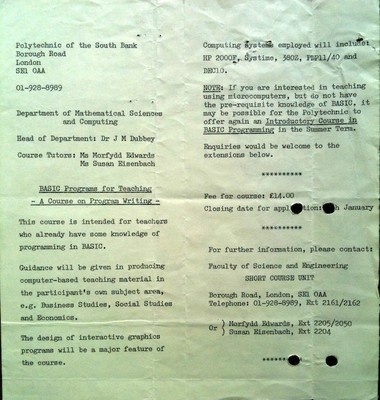 Polytechnic of the South Bank
Borough Road
London
SE1 0AA
01-928-8989
Department of Mathematical Sciences
and Computing
Head of Department: Dr J M Dubbey
Course Tutors: Ms Morfydd Edwards
Ms Susan Eisenbach
BASIC Programs for Teaching
- A Course on Program Writing -
This course is intended for teachers
who already have some knowledge of
programming in BASIC.
Guidance will be given in producing
computer-based teaching material in
the participant's own subject area,
e.g. Business Studies, Social Studies
and Economics.
The design of interactive graphics
programs will be a major feature of
the course.
Computing systems employed will include:
HP 2000F, Systime, 380Z, PDP11/40 and
DEC10.
NOTE: If you are interested in teaching
using microcomputers, but do not have
the pre-requisite knowledge of BASIC, it
may be possible for the Polytechnic to
offer again an Introductory Course in
BASIC Programming in the Summer Term.
Enquiries would be welcome to the
extensions below.
**********
Fee for course: £14.00
Closing date for application: January
**********
For further information, please contact:
Faculty of Science and Engineering
SHORT COURSE UNIT
Borough Road, London, SE1 0AA
Telephone: 01-928-8989, Ext 2161/2162
Or ) Morfydd Edwards, Ext 2205/2050
) Susan Eisenbach, Ext 2204